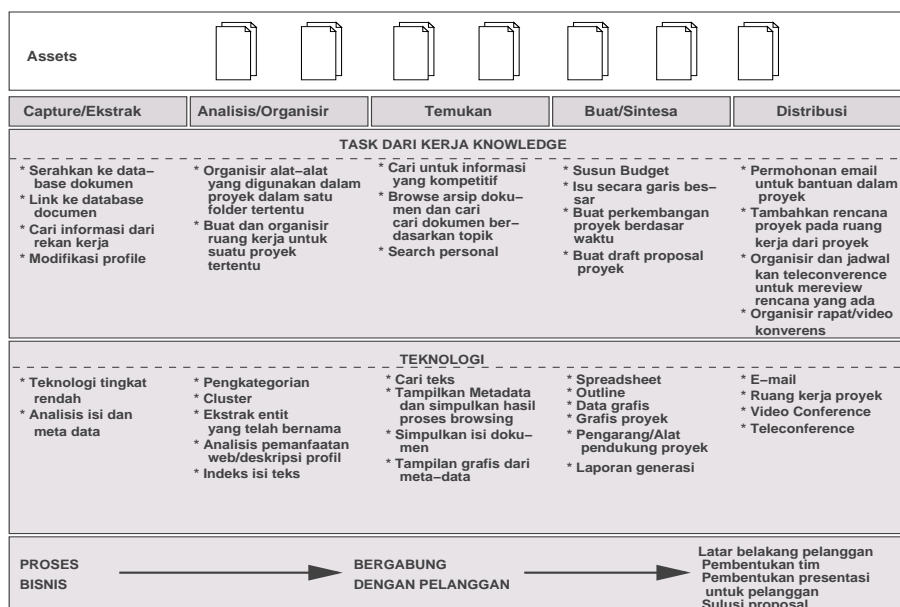 Assets
Capture/Ekstrak
Analisis/Organisir
Temukan
Buat/Sintesa
Distribusi
TASK DARI KERJA KNOWLEDGE
* Serahkan ke data–
base dokumen
* Link ke database
documen
* Cari informasi dari
rekan kerja
* Modifikasi profile
* Organisir alat–alat
yang digunakan dalam
proyek dalam satu
folder tertentu
* Buat dan organisir
ruang kerja untuk
suatu proyek
tertentu
* Cari untuk informasi
yang kompetitif
* Browse arsip doku–
men dan cari
cari dokumen ber–
dasarkan topik
* Search personal
* Susun Budget
* Isu secara garis bes–
sar
* Buat perkembangan
proyek berdasar
waktu
* Buat draft proposal
proyek
* Permohonan email
untuk bantuan dalam
proyek
* Tambahkan rencana
proyek pada ruang
kerja dari proyek
* Organisir dan jadwal
kan teleconverence
untuk mereview
rencana yang ada
* Organisir rapat/video
konverens
TEKNOLOGI
* Teknologi tingkat
rendah
* Analisis isi dan
meta data
* Pengkategorian
* Cluster
* Ekstrak entit
yang telah bernama
* Analisis pemanfaatan
web/deskripsi profil
* Indeks isi teks
* Cari teks
* Tampilkan Metadata
dan simpulkan hasil
proses browsing
* Simpulkan isi doku–
men
* Tampilan grafis dari
meta–data
* Spreadsheet
* Outline
* Data grafis
* Grafis proyek
* Pengarang/Alat
pendukung proyek
* Laporan generasi
* E–mail
* Ruang kerja proyek
* Video Conference
* Teleconference
PROSES
BISNIS
BERGABUNG
DENGAN PELANGGAN
Latar belakang pelanggan
Pembentukan tim
Pembentukan presentasi
untuk pelanggan
Sulusi proposal